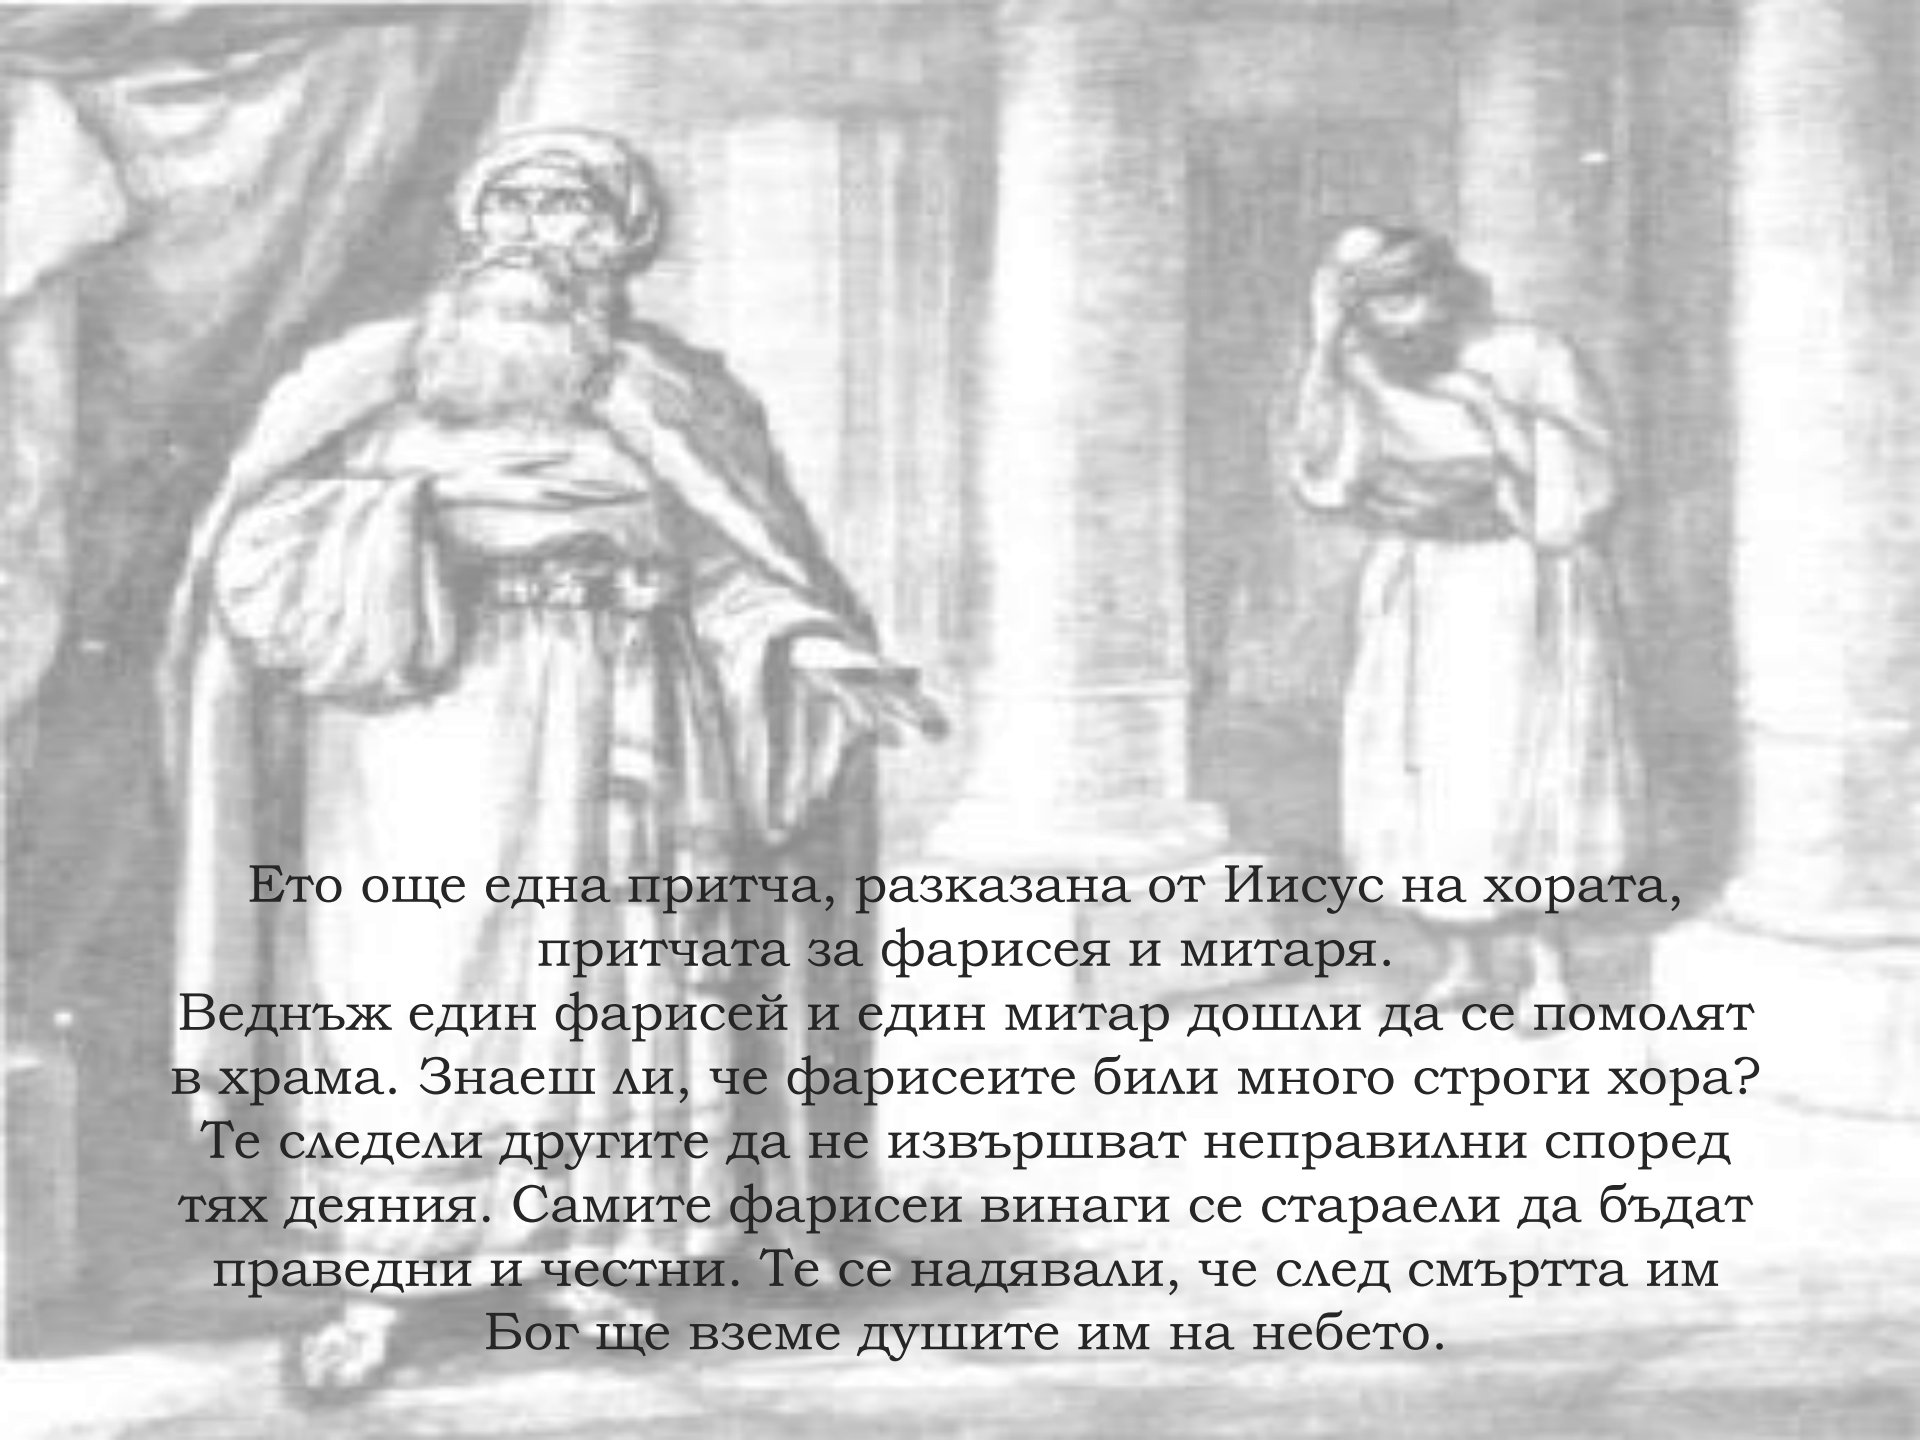 Ето още една притча, разказана от Иисус на хората,
притчата за фарисея и митаря.
Веднъж един фарисей и един митар дошли да се помолят
в храма. Знаеш ли, че фарисеите били много строги хора?
Те следели другите да не извършват неправилни според
тях деяния. Самите фарисеи винаги се стараели да бъдат
праведни и честни. Те се надявали, че след смъртта им
Бог ще вземе душите им на небето.